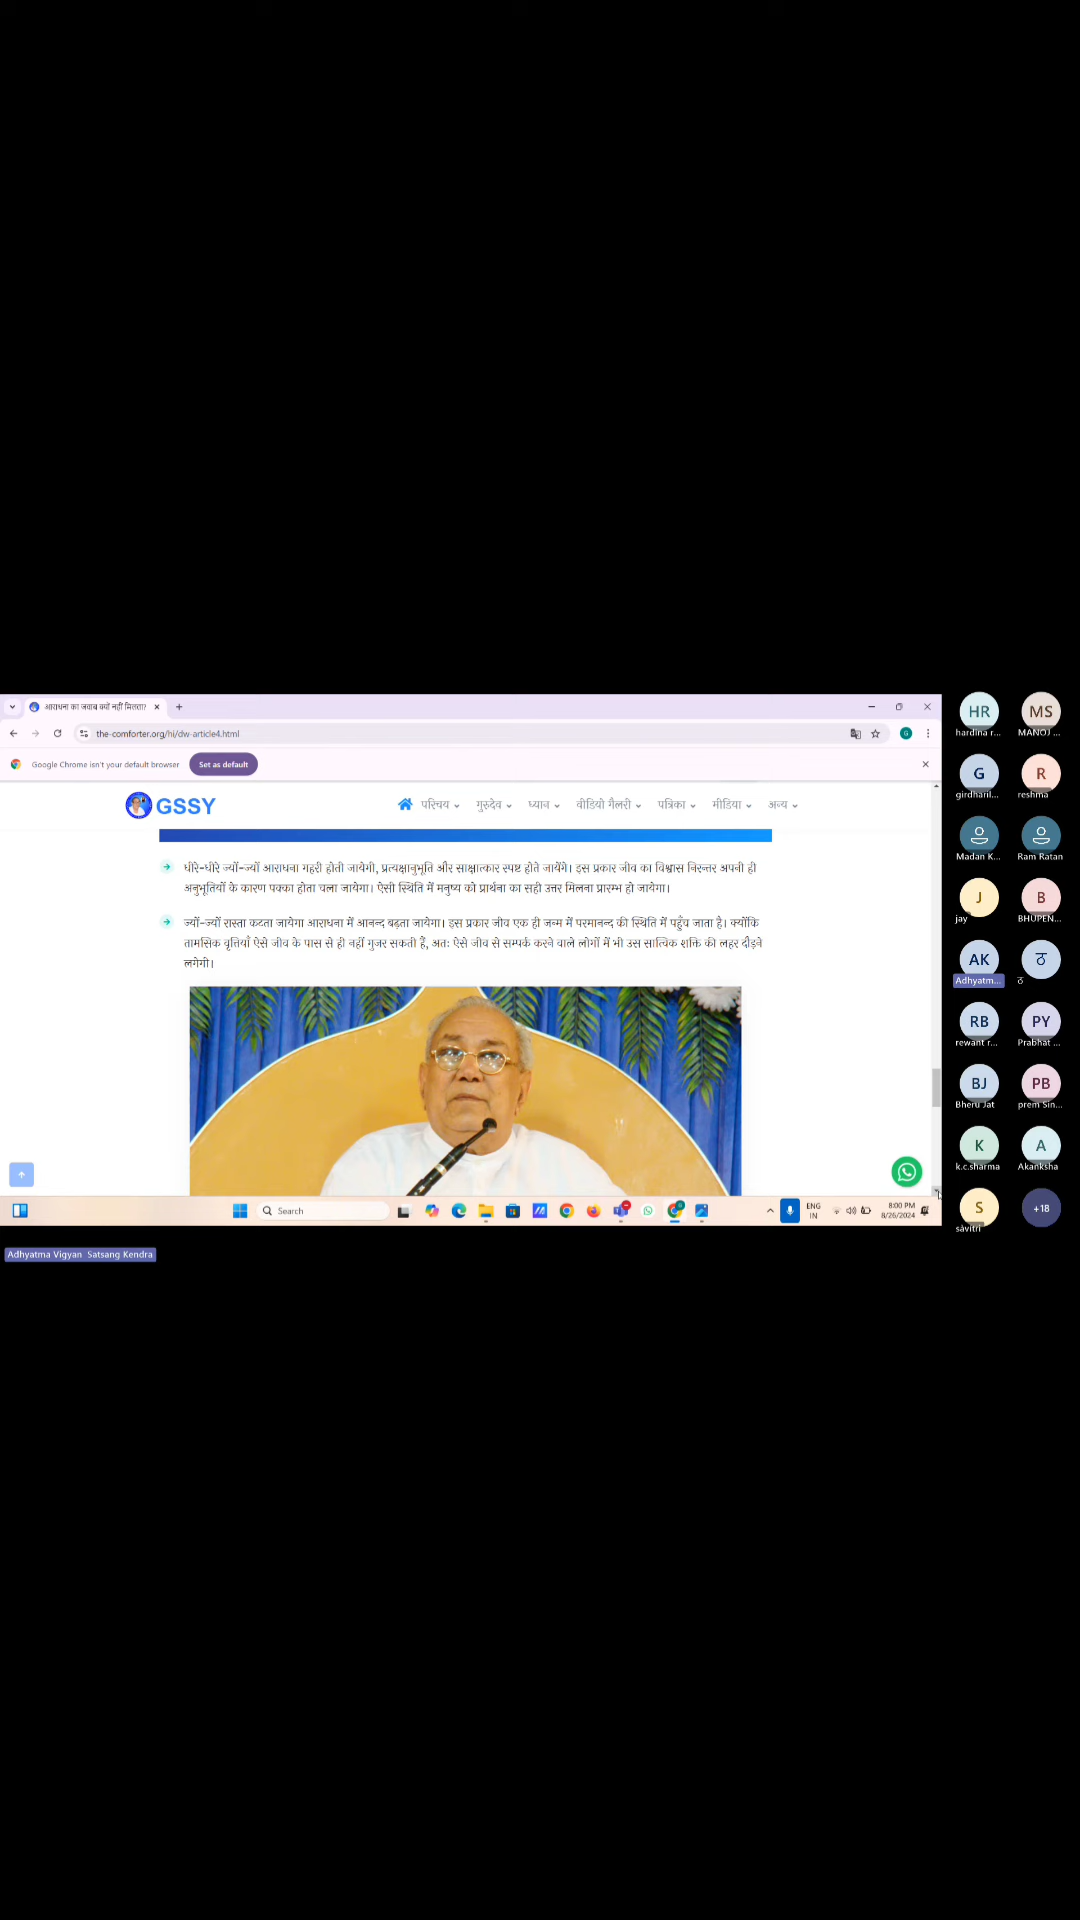 आराधना का जवाब क्यों नहीं मिलता?
the-comforter.org/hi/dw-article4.html
Google Chrome isn't your default browser
Set as default
GSSY
परिचय
गुरुदेव
ध्यान
वीडियो गैलरी
पत्रिका
मीडिया
अन्य
धीरे-धीरे ज्यों-ज्यों आराधना गहरी होती जायेगी, प्रत्यक्षानुभूति और साक्षात्कार स्पष्ट होते जायेंगे। इस प्रकार जीव का विश्वास निरन्तर अपनी ही
अनुभूतियों के कारण पक्का होता चला जायेगा। ऐसी स्थिति में मनुष्य को प्रार्थना का सही उत्तर मिलना प्रारम्भ हो जायेगा।
ज्यों-ज्यों रास्ता कटता जायेगा आराधना में आनन्द बढ़ता जायेगा। इस प्रकार जीव एक ही जन्म में परमानन्द की स्थिति में पहुँच जाता है। क्योंकि
तामसिक वृत्तियाँ ऐसे जीव के पास से ही नहीं गुजर सकती हैं, अतः ऐसे जीव से सम्पर्क करने वाले लोगों में भी उस सात्विक शक्ति की लहर दौड़ने
लगेगी।
Search
ENG
IN
8:00 PM
8/26/2024
HR
hardina r...
MS
MANOJ ...
G
girdharil...
R
reshma
Madan K...
Ram Ratan
J
jay
B
BHUPEN...
AK
Adhyatm...
ठ
ठ
RB
rewant r...
PY
Prabhat ...
BJ
Bheru Jat
PB
prem Sin...
K
k.c.sharma
A
Akanksha
S
savitri
+18
Adhyatma Vigyan Satsang Kendra